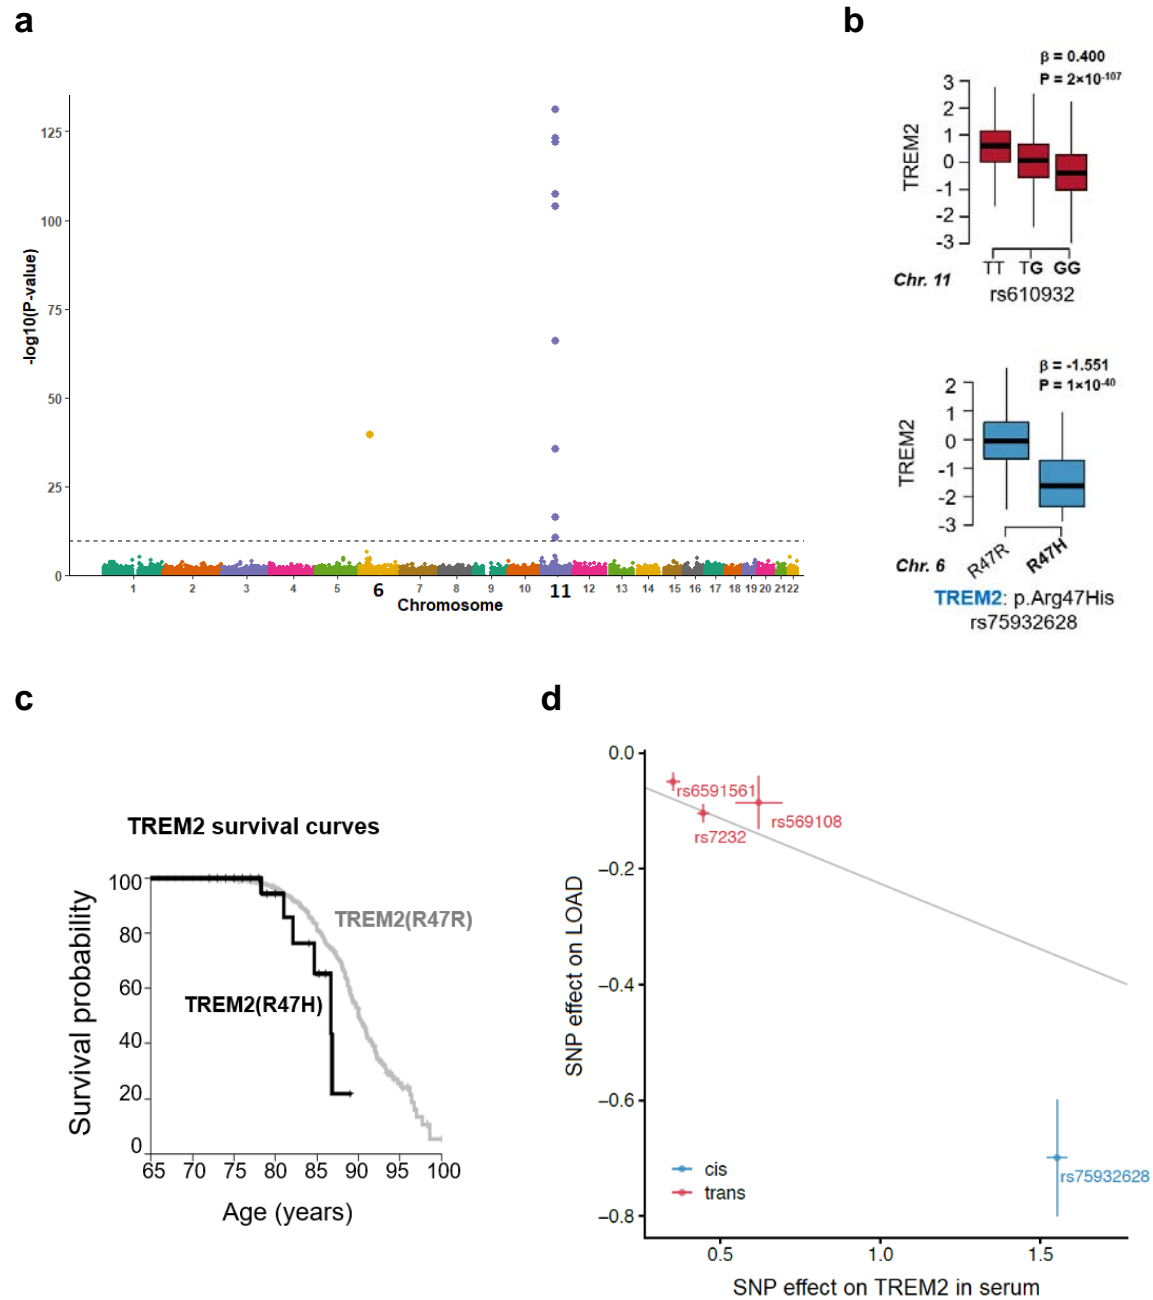 a
125
100
75
50
25
0
-log10(P-value)
1 2 3 4 5 6 7 8 9 10 11 12 13 14 15 16 17 18 19 20 21 22
Chromosome
b
β = 0.400
P = 2×10-107
3
2
1
0
-1
-2
-3
TREM2
TT TG GG
Chr. 11
rs610932
β = -1.551
P = 1×10-40
2
1
0
-1
-2
-3
TREM2
R47R R47H
Chr. 6
TREM2: p.Arg47His
rs75932628
c
TREM2 survival curves
100
80
60
40
20
0
Survival probability
TREM2(R47R)
TREM2(R47H)
65 70 75 80 85 90 95 100
Age (years)
d
0.0
−0.2
−0.4
−0.6
−0.8
SNP effect on LOAD
rs6591561
rs569108
rs7232
rs75932628
cis
trans
0.5 1.0 1.5
SNP effect on TREM2 in serum